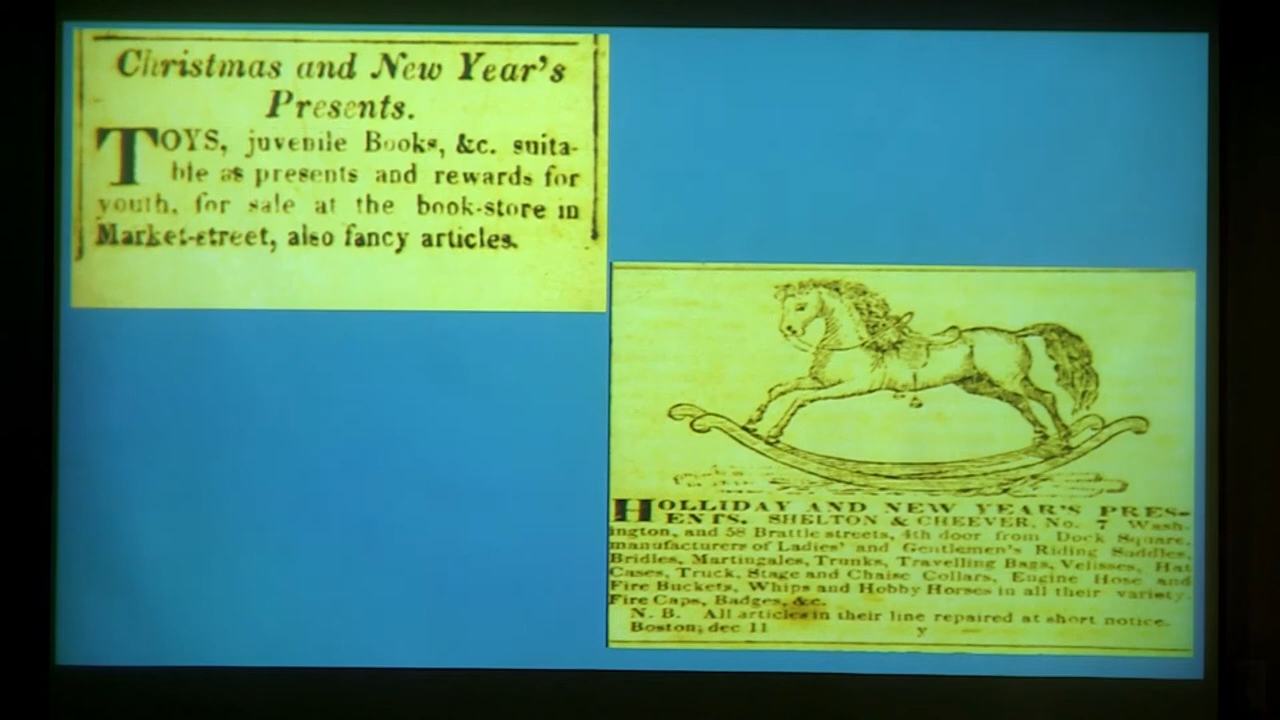 Christmas and New Year's
Presents.
TOYS, juvenile Books, &c. suita-
ble as presents and rewards for
youth, for sale at the book-store in
Market-street, also fancy articles.
HOLLIDAY AND NEW YEAR'S PRES-
ENTS. SHELTON & CHEEVER, No. 7 Wash-
ington, and 58 Brattle streets, 4th door from Dock Square,
manufacturers of Ladies' and Gentlemen's Riding Saddles,
Bridles, Martingales, Trunks, Travelling Bags, Velisses, Hat
Cases, Truck, Stage and Chaise Collars, Engine Hose and
Fire Buckets, Whips and Hobby Horses in all their variety.
Fire Caps, Badges, &c.
N. B. All articles in their line repaired at short notice.
Boston, dec 11 y